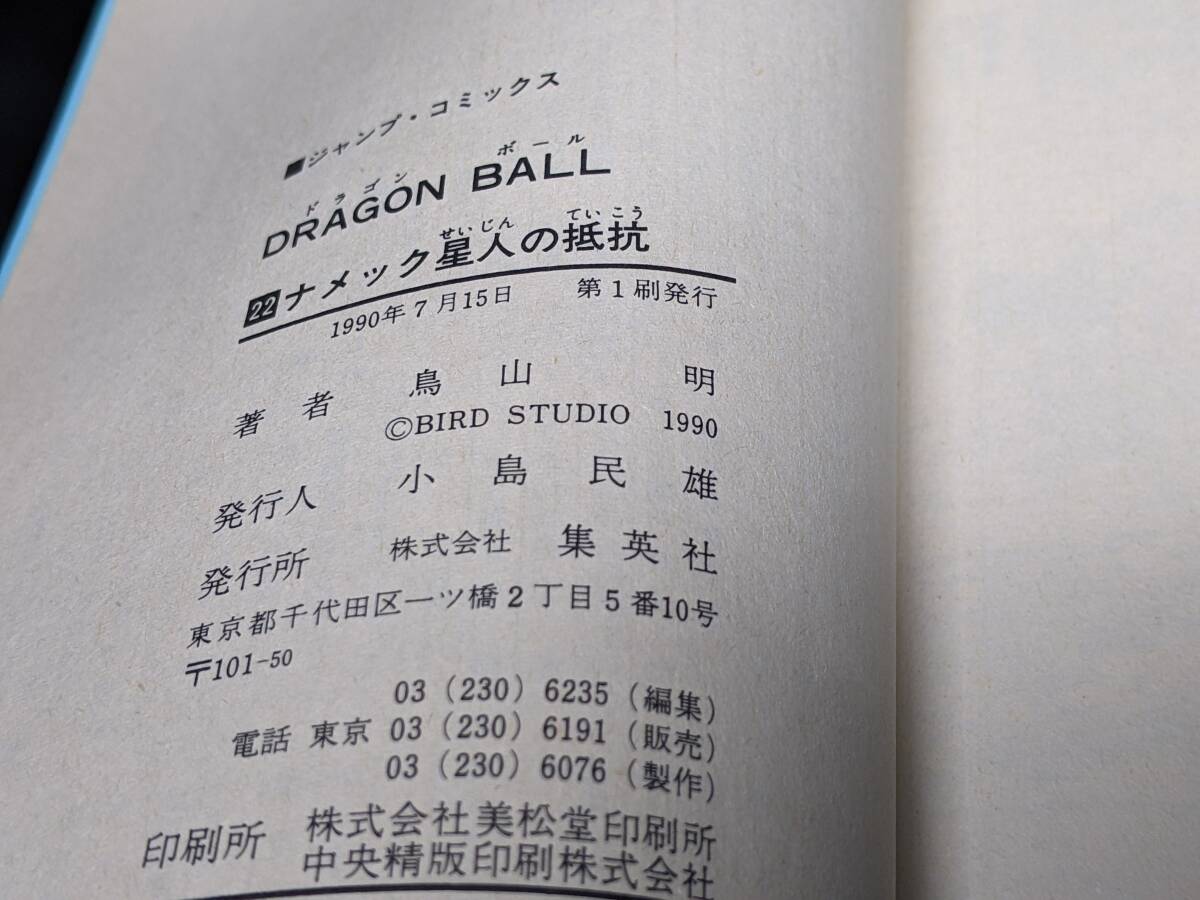 ■ジャンプ・コミックス
ドラゴン ボール
DRAGON BALL
せいじん ていこう
22 ナメック星人の抵抗
1990年7月15日 第1刷発行
著者 鳥山 明
©BIRD STUDIO 1990
発行人 小島民雄
発行所 株式会社 集英社
東京都千代田区一ツ橋2丁目5番10号
〒101-50
03 (230) 6235 (編集)
電話 東京 03 (230) 6191 (販売)
03 (230) 6076 (製作)
印刷所 株式会社美松堂印刷所
中央精版印刷株式会社